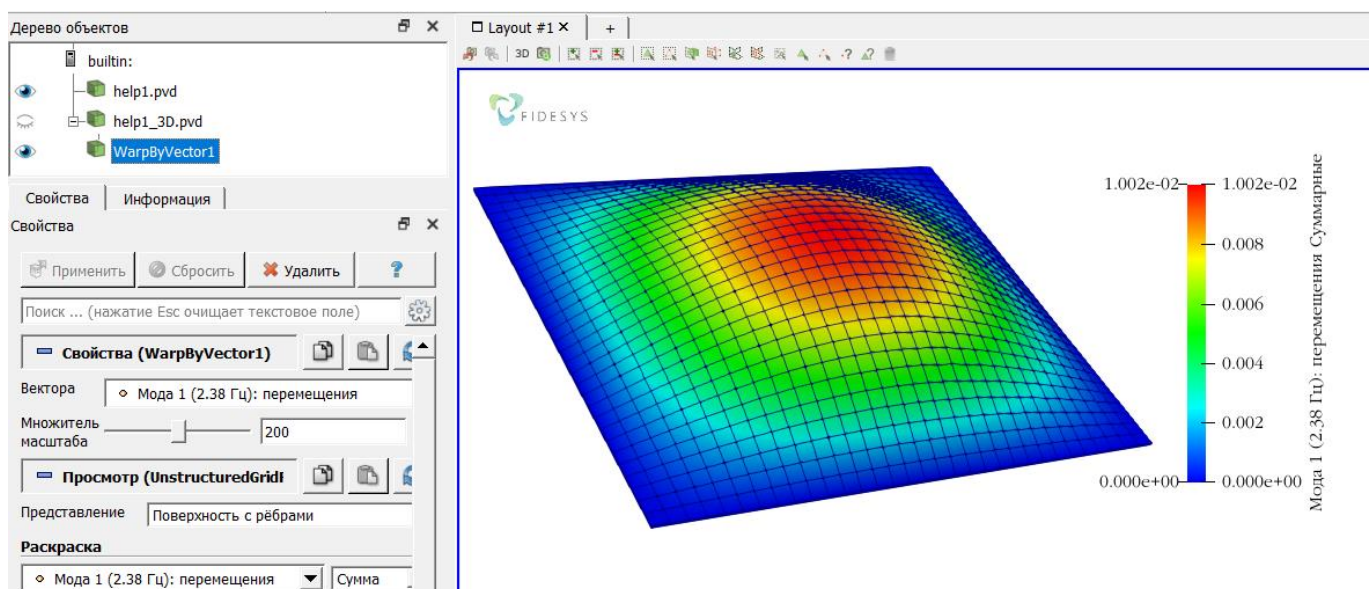 Дерево объектов
builtin:
help1.pvd
help1_3D.pvd
WarpByVector1
Свойства
Информация
Свойства
Применить
Сбросить
Удалить
?
Поиск ... (нажатие Esc очищает текстовое поле)
Свойства (WarpByVector1)
Вектора
Мода 1 (2.38 Гц): перемещения
Множитель
масштаба
200
Просмотр (UnstructuredGridF
Представление
Поверхность с рёбрами
Раскраска
Мода 1 (2.38 Гц): перемещения
Сумма
Layout #1
+
3D
FIDESYS
1.002e-02
1.002e-02
0.008
0.006
0.004
0.002
0.000e+00
0.000e+00
Мода 1 (2.38 Гц): перемещения Суммарные